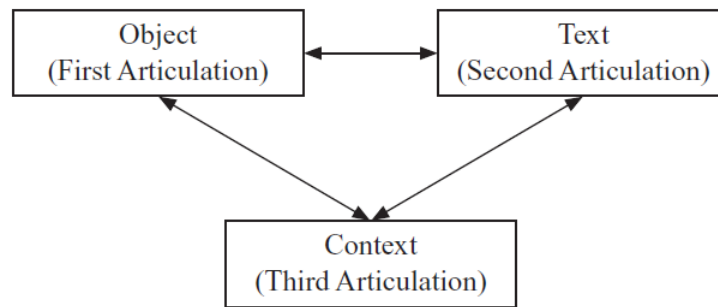 Object
(First Articulation)
Text
(Second Articulation)
Context
(Third Articulation)